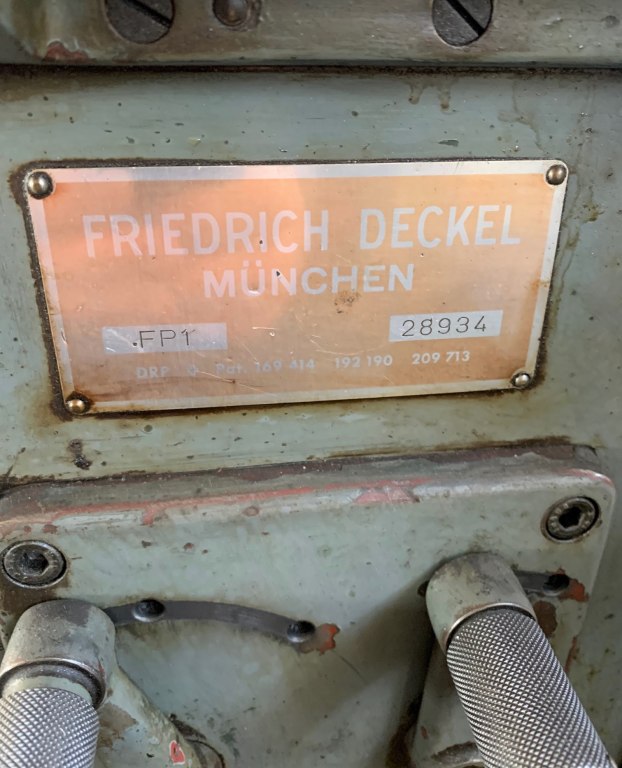 FRIEDRICH DECKEL
MÜNCHEN
FP1 28934
DRP Pat. 169 414 192 190 209 713